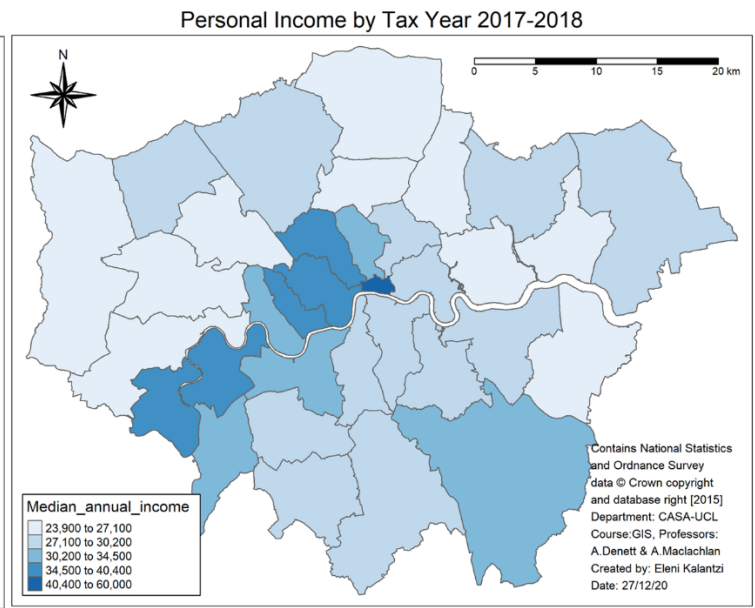 Personal Income by Tax Year 2017-2018
N
0 5 10 15 20 km
Contains National Statistics
and Ordnance Survey
data © Crown copyright
and database right [2015]
Department: CASA-UCL
Course:GIS, Professors:
A.Denett & A.Maclachlan
Created by: Eleni Kalantzi
Date: 27/12/20
Median_annual_income
23,900 to 27,100
27,100 to 30,200
30,200 to 34,500
34,500 to 40,400
40,400 to 60,000